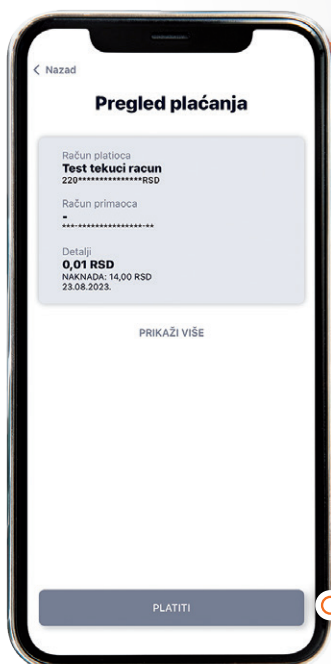 Nazad
Pregled plaćanja
Račun platioca
Test tekuci racun
220***************RSD
Račun primaoca
-
***-****************-**
Detalji
0,01 RSD
NAKNADA: 14,00 RSD
23.08.2023.
PRIKAŽI VIŠE
PLATITI